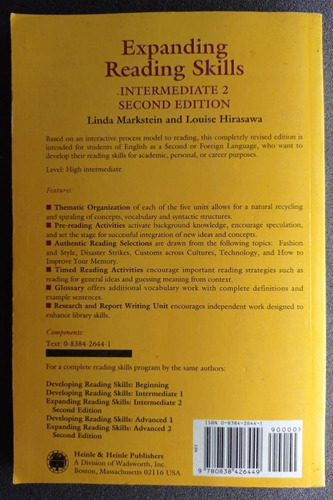 Expanding
Reading Skills
INTERMEDIATE 2
SECOND EDITION
Linda Markstein and Louise Hirasawa
Based on an interactive process model to reading, this completely revised edition is
intended for students of English as a Second or Foreign Language, who want to
develop their reading skills for academic, personal, or career purposes.
Level: High intermediate
Features:
■ Thematic Organization of each of the five units allows for a natural recycling
and spiraling of concepts, vocabulary and syntactic structures.
■ Pre-reading Activities activate background knowledge, encourage speculation,
and set the stage for successful integration of new ideas and concepts.
■ Authentic Reading Selections are drawn from the following topics: Fashion
and Style, Disaster Strikes, Customs across Cultures, Technology, and How to
Improve Your Memory.
■ Timed Reading Activities encourage important reading strategies such as
reading for general ideas and guessing meaning from context.
■ Glossary offers additional vocabulary work with complete definitions and
example sentences.
■ Research and Report Writing Unit encourages independent work designed to
enhance library skills.
Components:
Text: 0-8384-2644-1
For a complete reading skills program by the same authors:
Developing Reading Skills: Beginning
Developing Reading Skills: Intermediate 1
Expanding Reading Skills: Intermediate 2
Second Edition
Developing Reading Skills: Advanced 1
Expanding Reading Skills: Advanced 2
Second Edition
Heinle & Heinle Publishers
A Division of Wadsworth, Inc.
Boston, Massachusetts 02116 USA
ISBN 0-8384-2644-1
90000
9 780838 426449